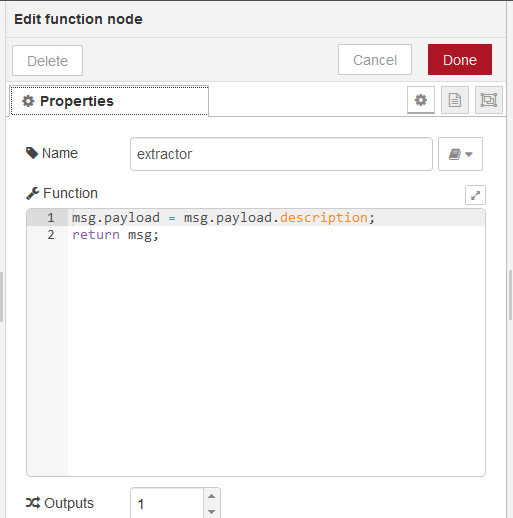 Edit function node
Delete
Cancel
Done
Properties
Name
extractor
Function
1 msg.payload = msg.payload.description;
2 return msg;
Outputs
1